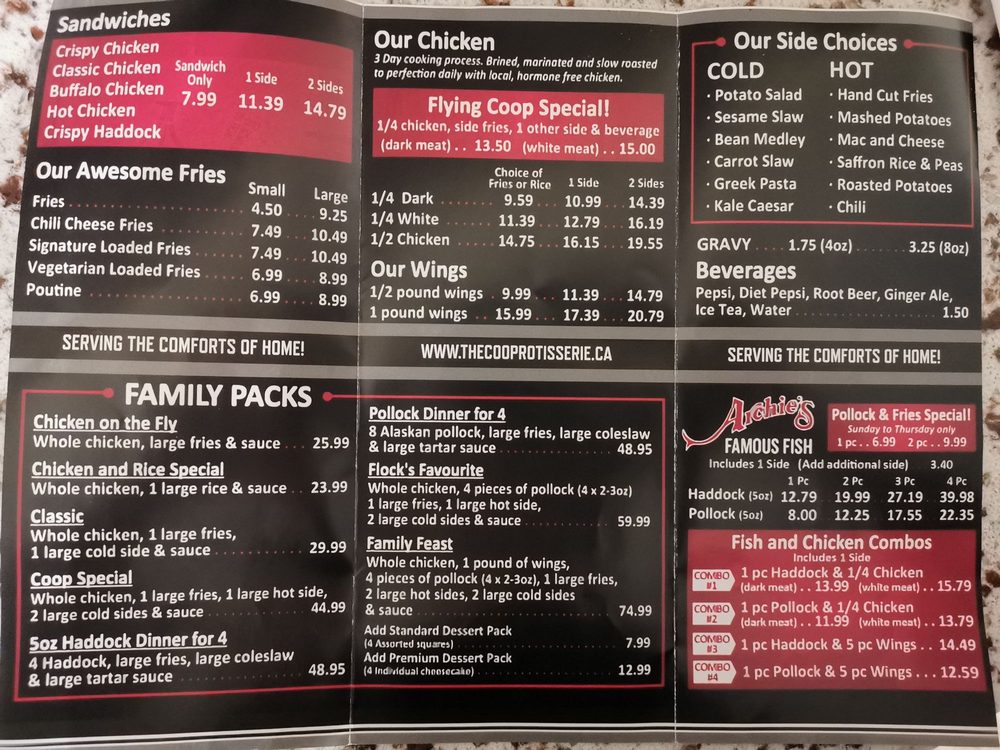 Sandwiches
Crispy Chicken
Classic Chicken
Buffalo Chicken
Hot Chicken
Crispy Haddock
Sandwich Only 1 Side 2 Sides
7.99 11.39 14.79
Our Awesome Fries
Small Large
Fries 4.50 9.25
Chili Cheese Fries 7.49 10.49
Signature Loaded Fries 7.49 10.49
Vegetarian Loaded Fries 6.99 8.99
Poutine 6.99 8.99
Our Chicken
3 Day cooking process. Brined, marinated and slow roasted
to perfection daily with local, hormone free chicken.
Flying Coop Special!
1/4 chicken, side fries, 1 other side & beverage
(dark meat) . . 13.50 (white meat) . . 15.00
Choice of
Fries or Rice 1 Side 2 Sides
1/4 Dark 9.59 10.99 14.39
1/4 White 11.39 12.79 16.19
1/2 Chicken 14.75 16.15 19.55
Our Wings
1/2 pound wings 9.99 11.39 14.79
1 pound wings 15.99 17.39 20.79
Our Side Choices
COLD
· Potato Salad
· Sesame Slaw
· Bean Medley
· Carrot Slaw
· Greek Pasta
· Kale Caesar
HOT
· Hand Cut Fries
· Mashed Potatoes
· Mac and Cheese
· Saffron Rice & Peas
· Roasted Potatoes
· Chili
GRAVY 1.75 (4oz) 3.25 (8oz)
Beverages
Pepsi, Diet Pepsi, Root Beer, Ginger Ale,
Ice Tea, Water 1.50
SERVING THE COMFORTS OF HOME!
WWW.THECOOPROTISSERIE.CA
SERVING THE COMFORTS OF HOME!
FAMILY PACKS
Chicken on the Fly
Whole chicken, large fries & sauce 25.99
Chicken and Rice Special
Whole chicken, 1 large rice & sauce 23.99
Classic
Whole chicken, 1 large fries,
1 large cold side & sauce 29.99
Coop Special
Whole chicken, 1 large fries, 1 large hot side,
2 large cold sides & sauce 44.99
5oz Haddock Dinner for 4
4 Haddock, large fries, large coleslaw
& large tartar sauce 48.95
Pollock Dinner for 4
8 Alaskan pollock, large fries, large coleslaw
& large tartar sauce 48.95
Flock's Favourite
Whole chicken, 4 pieces of pollock (4 x 2-3oz)
1 large fries, 1 large hot side,
2 large cold sides & sauce 59.99
Family Feast
Whole chicken, 1 pound of wings,
4 pieces of pollock (4 x 2-3oz), 1 large fries,
2 large hot sides, 2 large cold sides
& sauce 74.99
Add Standard Dessert Pack
(4 Assorted squares) 7.99
Add Premium Dessert Pack
(4 Individual cheesecake) 12.99
Archie's
FAMOUS FISH
Pollock & Fries Special!
Sunday to Thursday only
1 pc . . 6.99 2 pc . . 9.99
Includes 1 Side (Add additional side) 3.40
1 Pc 2 Pc 3 Pc 4 Pc
Haddock (5oz) 12.79 19.99 27.19 39.98
Pollock (5oz) 8.00 12.25 17.55 22.35
Fish and Chicken Combos
Includes 1 Side
COMBO #1 1 pc Haddock & 1/4 Chicken
(dark meat) . . 13.99 (white meat) . . 15.79
COMBO #2 1 pc Pollock & 1/4 Chicken
(dark meat) . . 11.99 (white meat) . . 13.79
COMBO #3 1 pc Haddock & 5 pc Wings . . 14.49
COMBO #4 1 pc Pollock & 5 pc Wings . . . 12.59